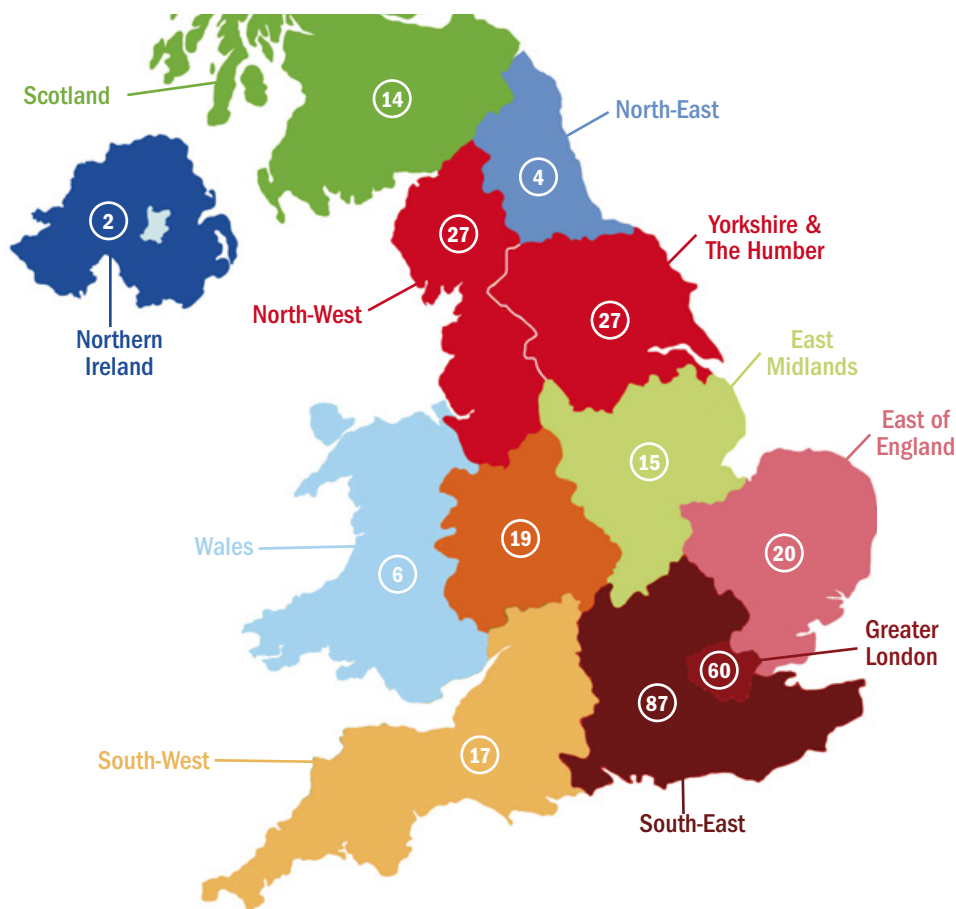 Scotland
14
North-East
4
2
27
Yorkshire &
The Humber
North-West
27
Northern
Ireland
East
Midlands
East of
England
15
Wales
19
20
6
Greater
London
60
87
South-West
17
South-East